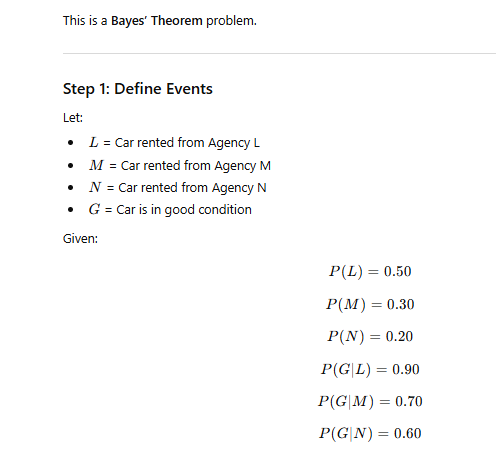 This is a Bayes' Theorem problem.
Step 1: Define Events
Let:
• L = Car rented from Agency L
• M = Car rented from Agency M
• N = Car rented from Agency N
• G = Car is in good condition
Given:
P(L) = 0.50
P(M) = 0.30
P(N) = 0.20
P(G|L) = 0.90
P(G|M) = 0.70
P(G|N) = 0.60